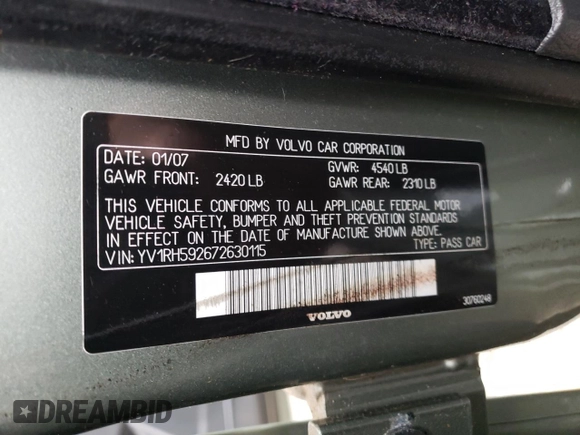 MFD BY VOLVO CAR CORPORATION
DATE: 01/07 GVWR: 4540 LB
GAWR FRONT: 2420 LB GAWR REAR: 2310 LB
THIS VEHICLE CONFORMS TO ALL APPLICABLE FEDERAL MOTOR
VEHICLE SAFETY, BUMPER AND THEFT PREVENTION STANDARDS
IN EFFECT ON THE DATE OF MANUFACTURE SHOWN ABOVE.
VIN: YV1RH592672630115 TYPE: PASS CAR
30760248
VOLVO
DREAMBID